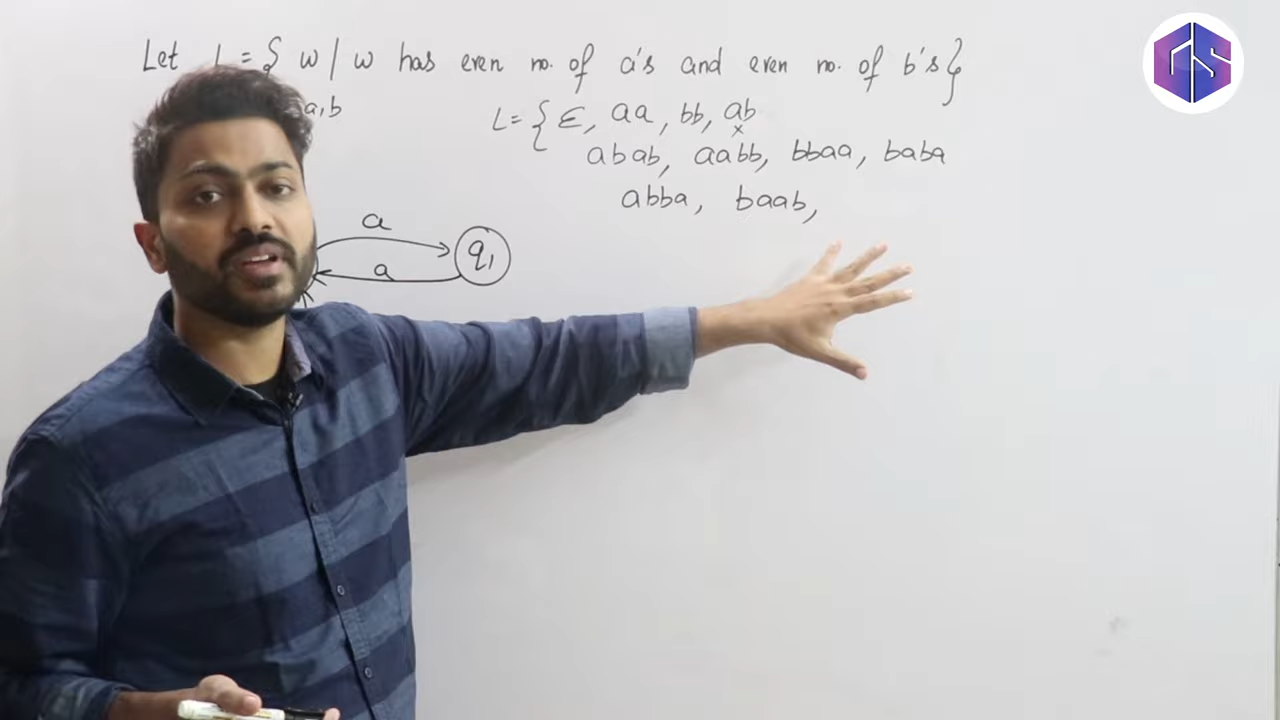 Let L = { w / w has even no. of a's and even no. of b's}
a,b
L = { ε, aa, bb, ab
x
abab, aabb, bbaa, baba
abba, baab,
a
q1
a
GS